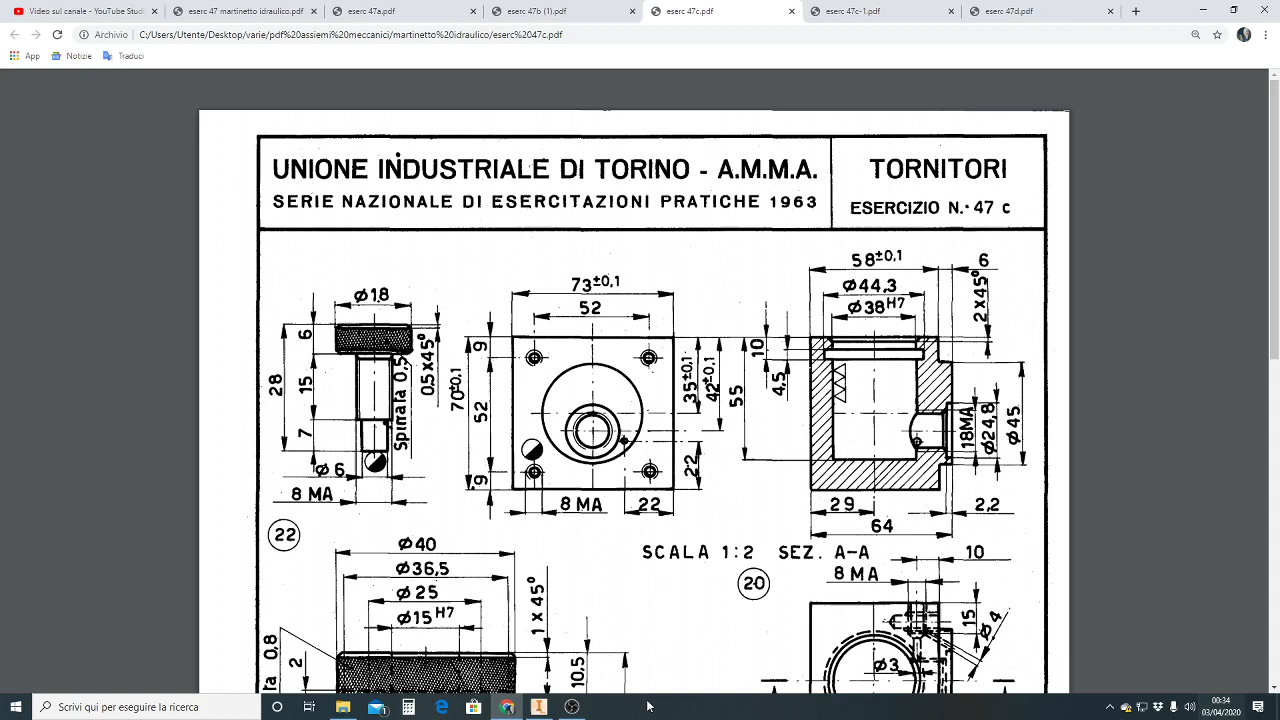 Video sul canale - YouTube Studi
eserc 47 martinetto idraulico.pdf
eserc 47a.pdf
eserc 47b (1).pdf
eserc 47c.pdf
eserc 47c-1.pdf
eserc 47d.pdf
Archivio | C:/Users/Utente/Desktop/varie/pdf%20assiemi%20meccanici/martinetto%20idraulico/eserc%2047c.pdf
App Notizie Traduci
UNIONE INDUSTRIALE DI TORINO - A.M.M.A.
SERIE NAZIONALE DI ESERCITAZIONI PRATICHE 1963
TORNITORI
ESERCIZIO N.º 47 c
Ø18
6
28
15
7
0,5x45°
Spinata 0,5
Ø 6
8 MA
22
73±0,1
52
9
70±0,1
52
9
35±0,1
42±0,1
22
8 MA
22
58±0,1
6
Ø44,3
Ø38H7
2x45°
10
4,5
55
18MA
Ø24,8
Ø45
29
2,2
64
SCALA 1:2 SEZ. A-A
20
10
8 MA
15
Ø4
Ø3
Ø40
Ø36,5
Ø25
Ø15H7
1x45°
10,5
2
ta 0,8
Scrivi qui per eseguire la ricerca
00:34
03/04/2020